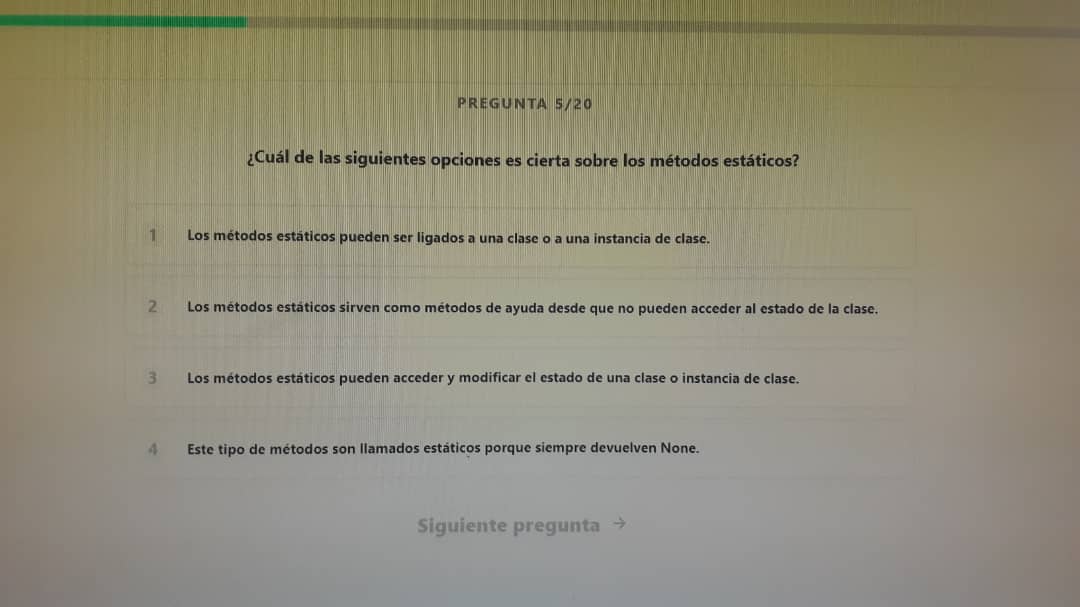 PREGUNTA 5/20
¿Cuál de las siguientes opciones es cierta sobre los métodos estáticos?
1 Los métodos estáticos pueden ser ligados a una clase o a una instancia de clase.
2 Los métodos estáticos sirven como métodos de ayuda desde que no pueden acceder al estado de la clase.
3 Los métodos estáticos pueden acceder y modificar el estado de una clase o instancia de clase.
4 Este tipo de métodos son llamados estáticos porque siempre devuelven None.
Siguiente pregunta →